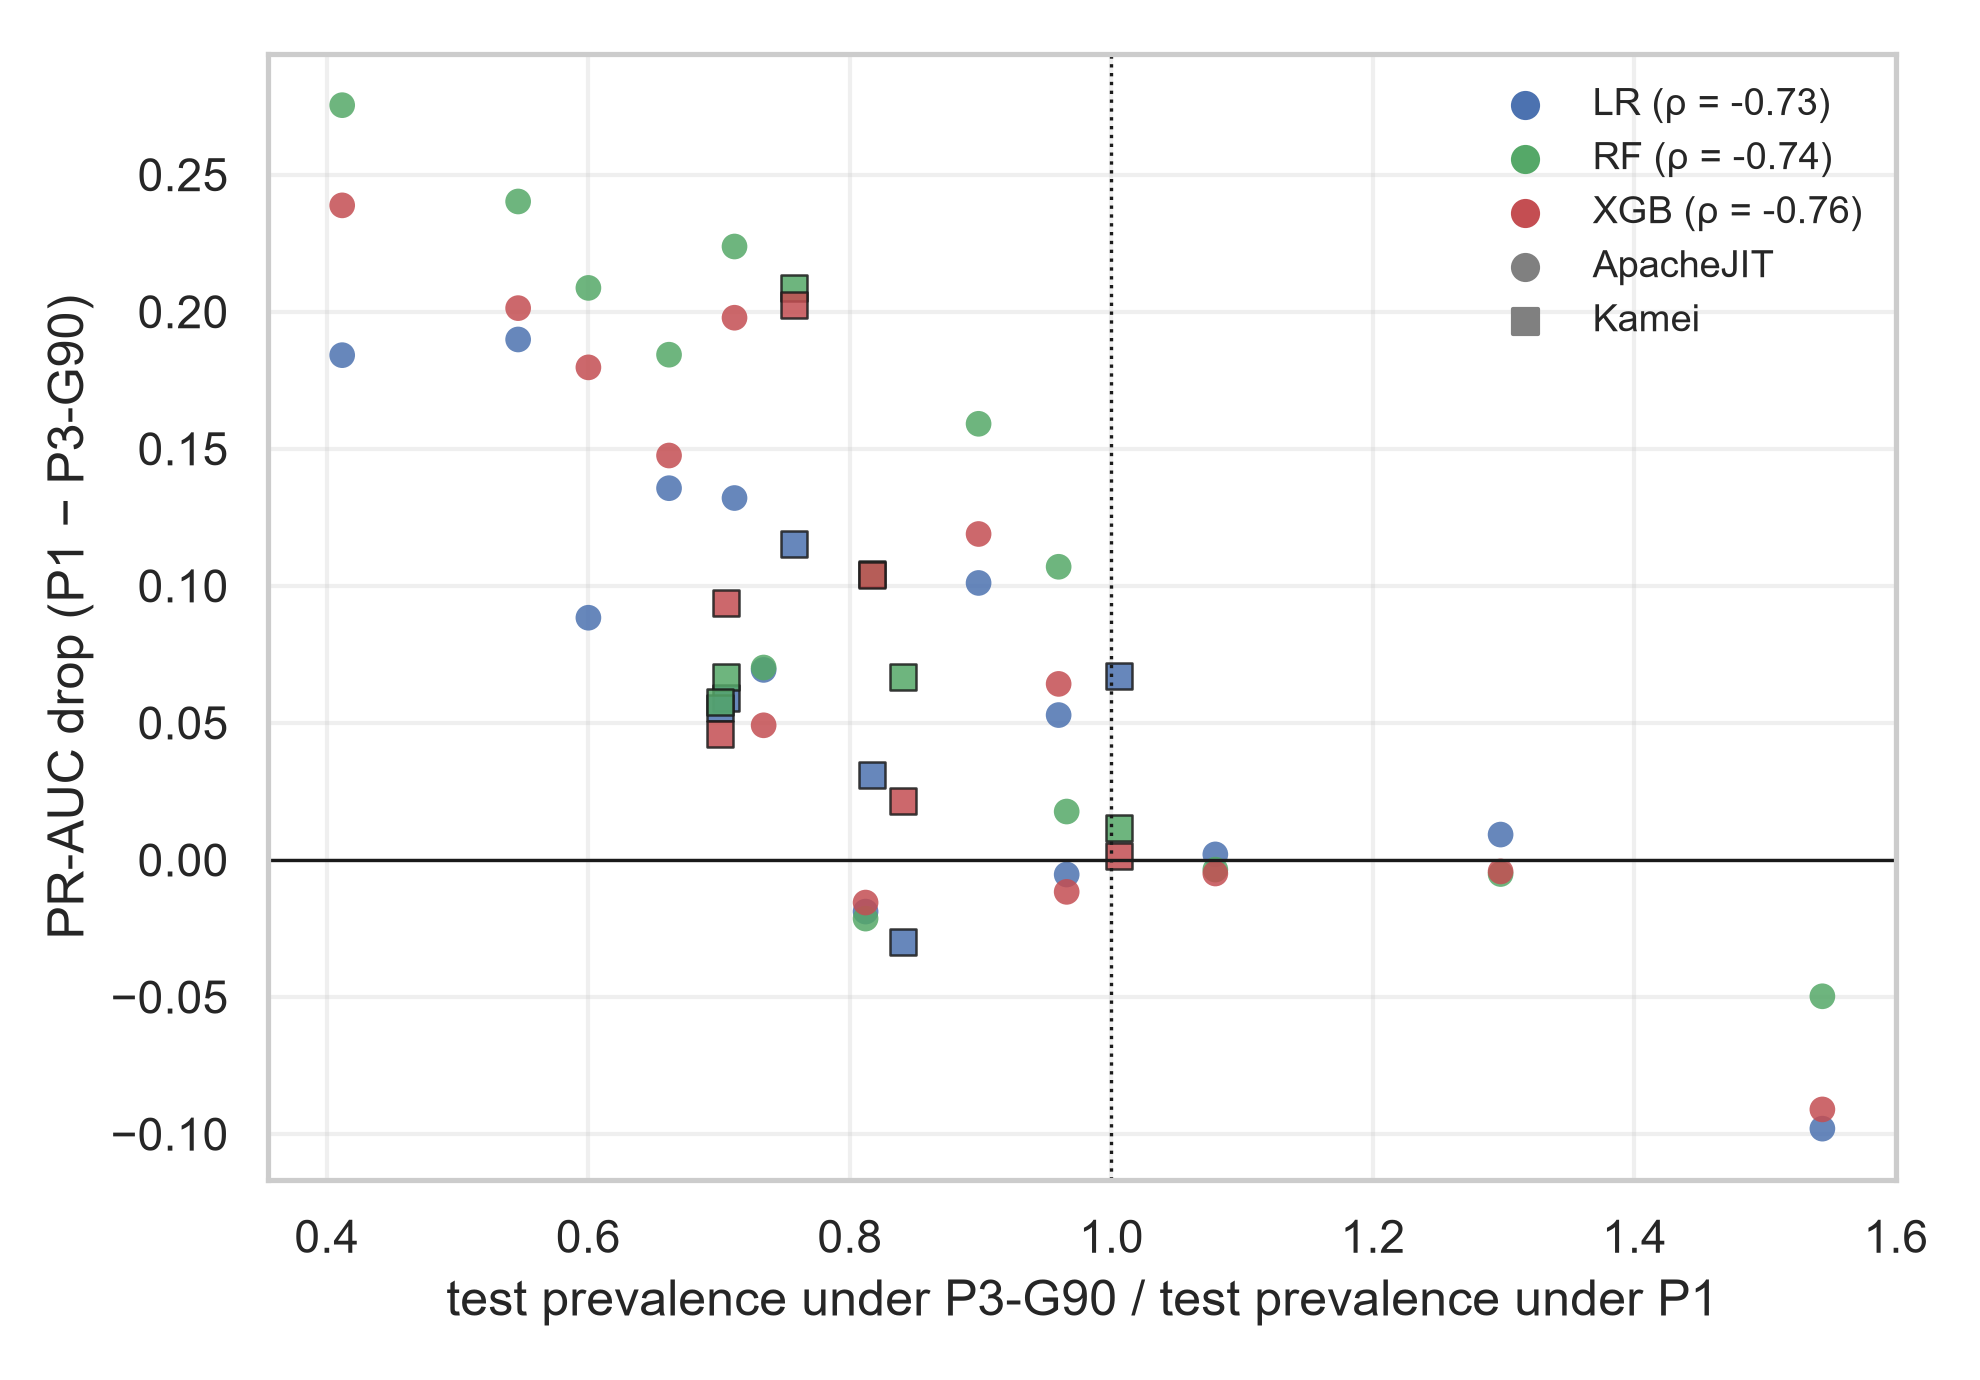 LR (ρ = -0.73)
RF (ρ = -0.74)
XGB (ρ = -0.76)
ApacheJIT
Kamei
PR-AUC drop (P1 − P3-G90)
0.25
0.20
0.15
0.10
0.05
0.00
−0.05
−0.10
0.4 0.6 0.8 1.0 1.2 1.4 1.6
test prevalence under P3-G90 / test prevalence under P1